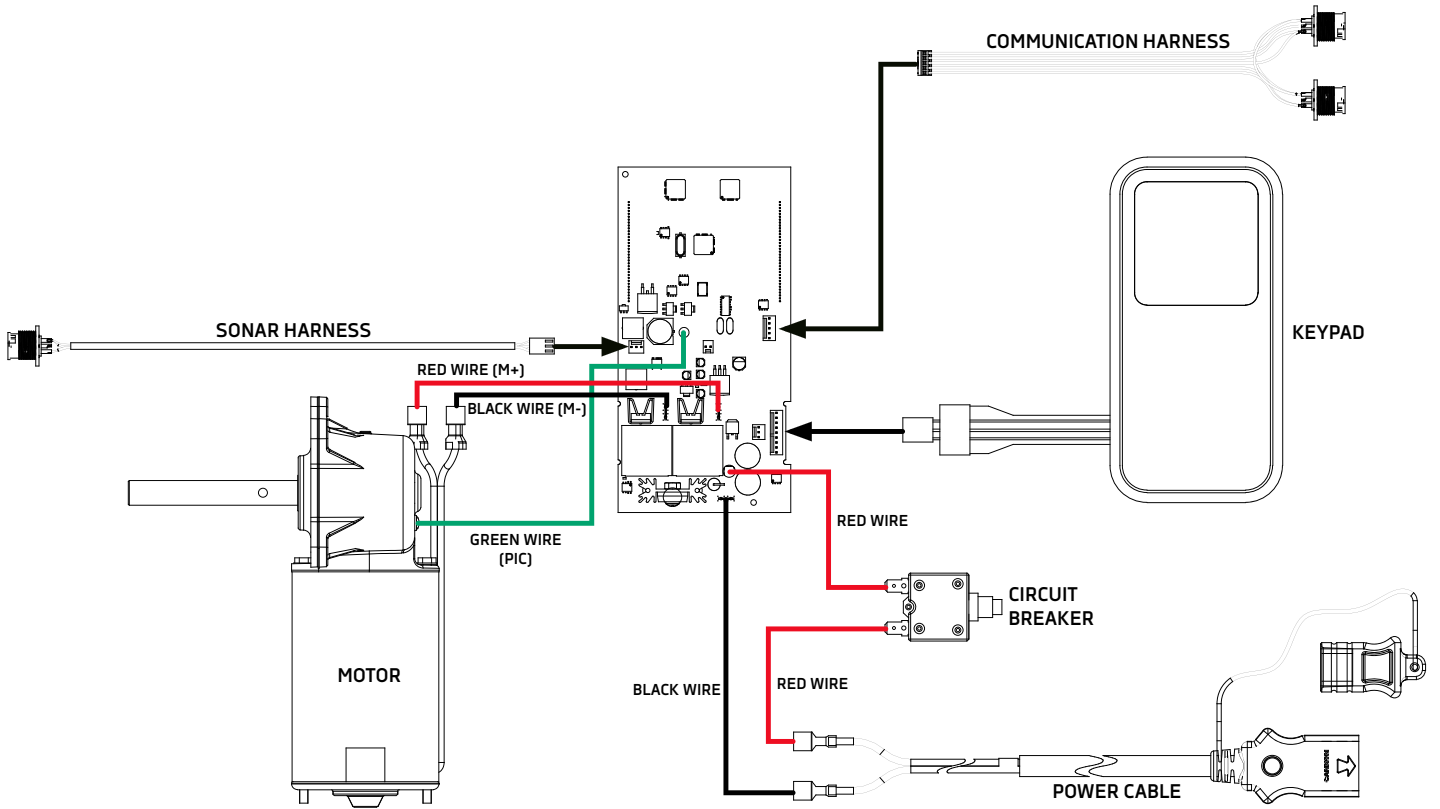 COMMUNICATION HARNESS
KEYPAD
SONAR HARNESS
RED WIRE (M+)
BLACK WIRE (M-)
GREEN WIRE
(PIC)
RED WIRE
CIRCUIT
BREAKER
MOTOR
BLACK WIRE
RED WIRE
POWER CABLE
CANNON